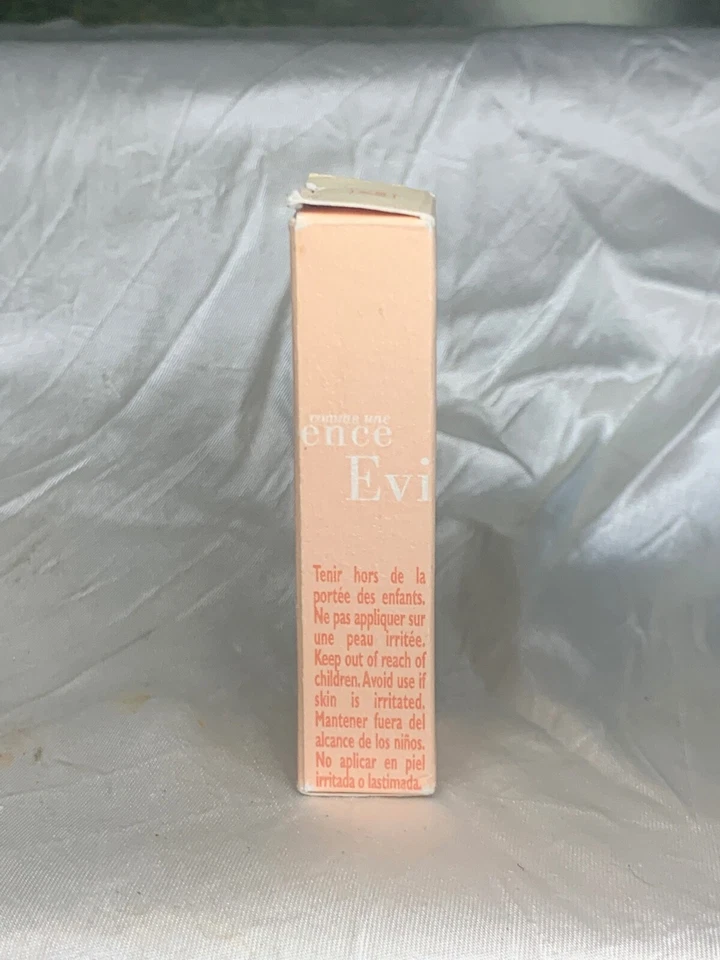 une
ence
Evi
Tenir hors de la
portée des enfants.
Ne pas appliquer sur
une peau irritée.
Keep out of reach of
children. Avoid use if
skin is irritated.
Mantener fuera del
alcance de los niños.
No aplicar en piel
irritada o lastimada.